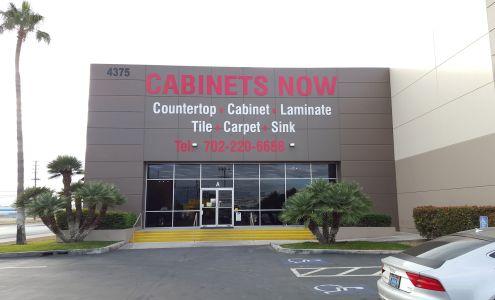 4375
CABINETS NOW
Countertop • Cabinet • Laminate
Tile • Carpet • Sink
Tel: 702-220-6688
A